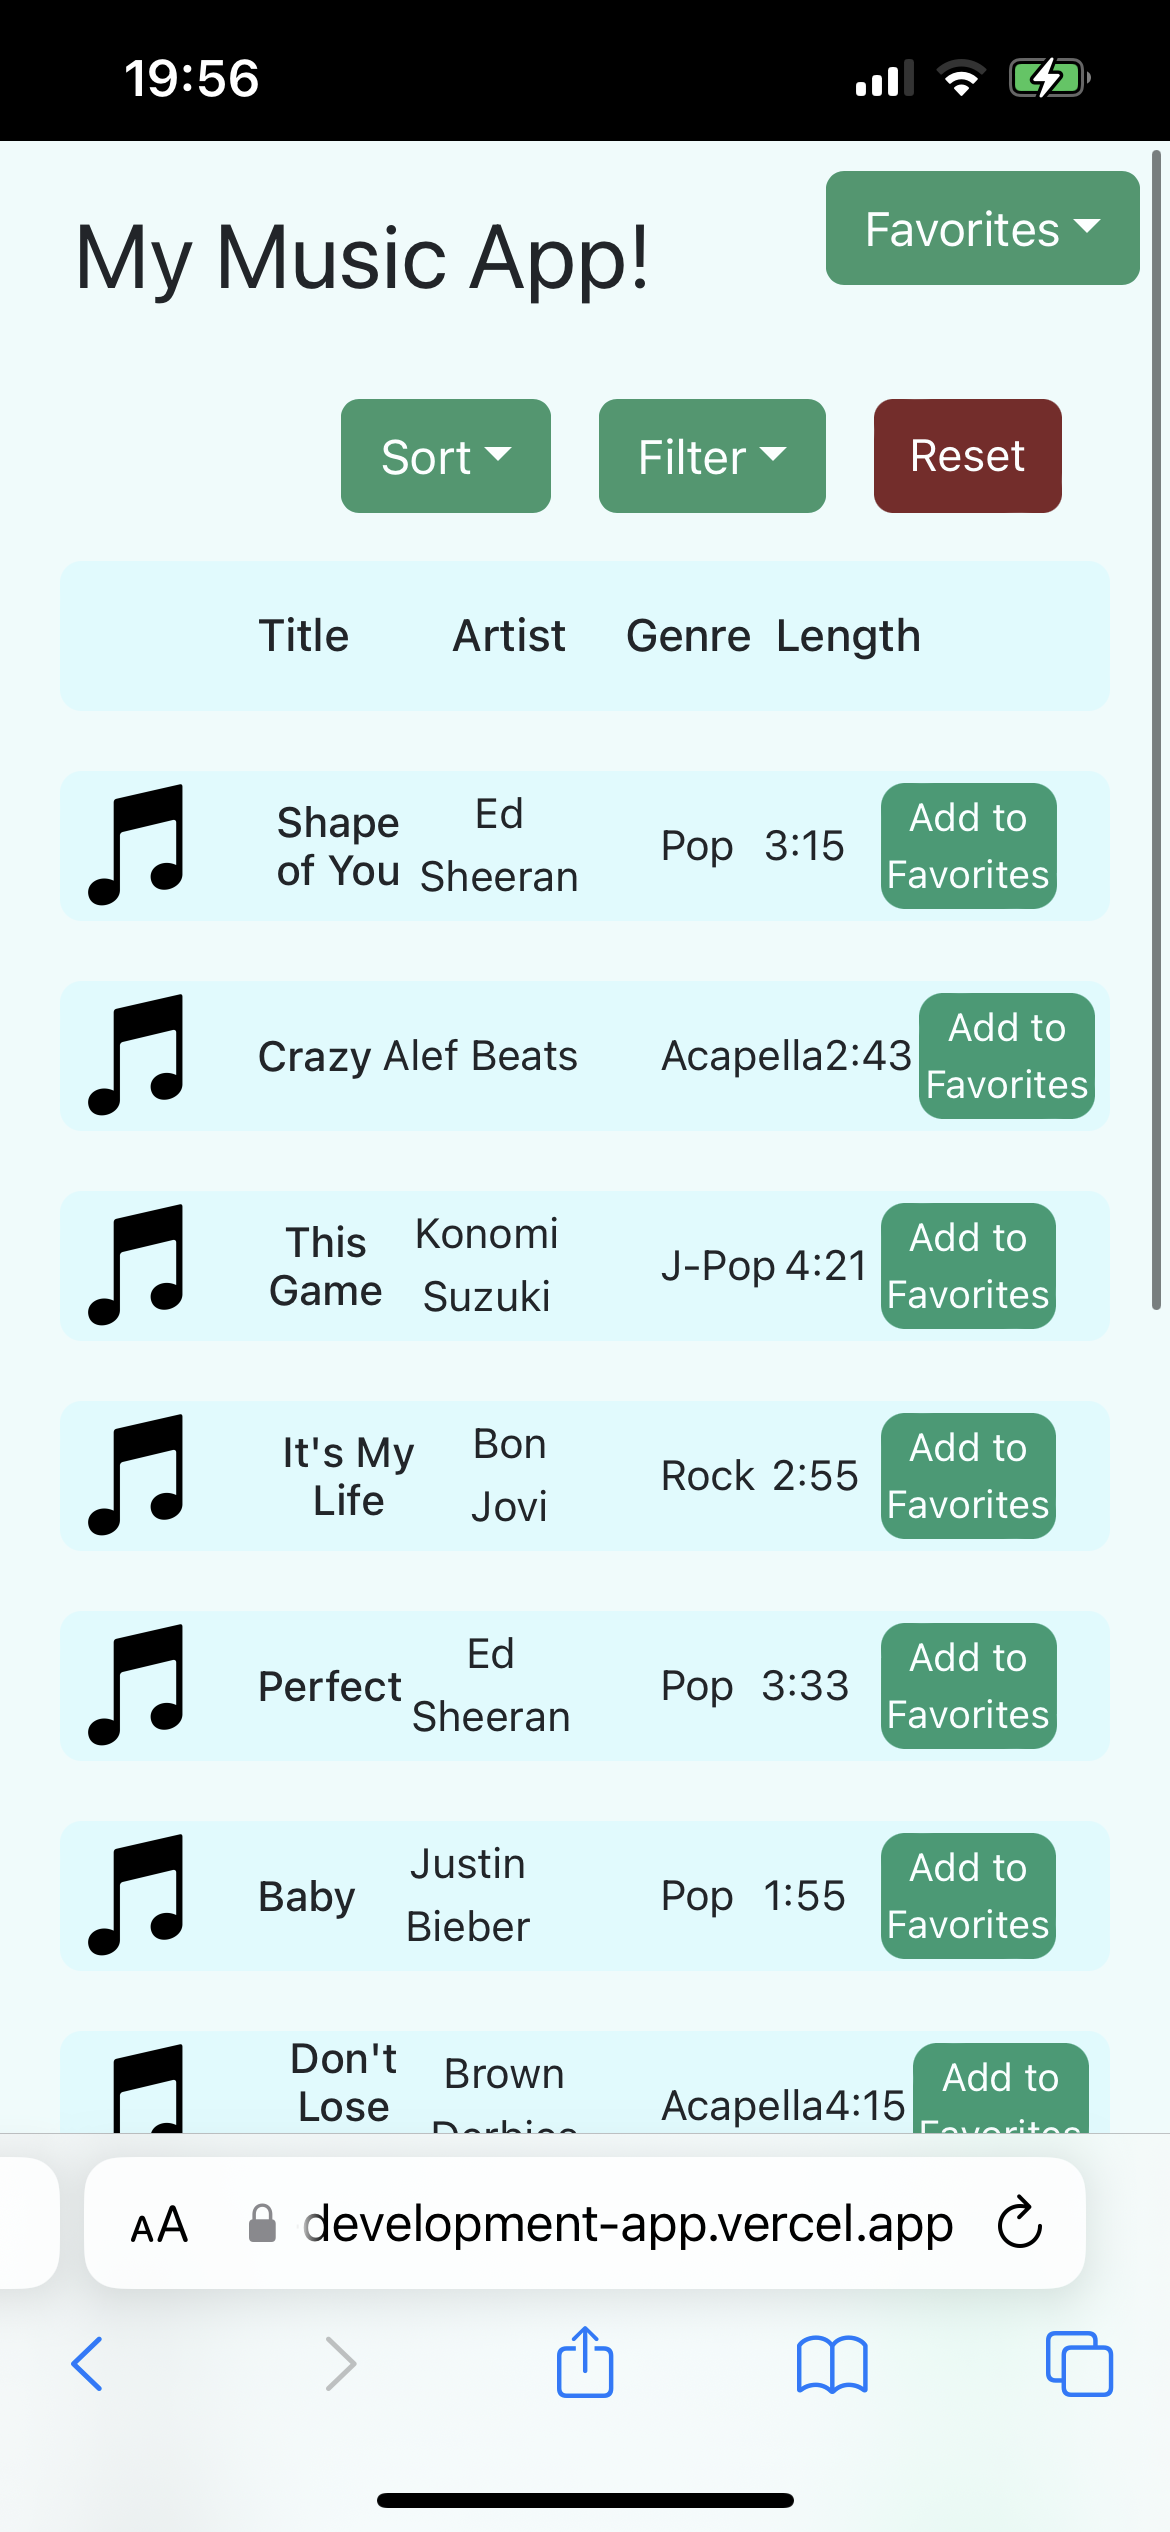 19:56
My Music App!
Favorites
Sort Filter Reset
Title Artist Genre Length
Shape of You Ed Sheeran Pop 3:15 Add to Favorites
Crazy Alef Beats Acapella 2:43 Add to Favorites
This Game Konomi Suzuki J-Pop 4:21 Add to Favorites
It's My Life Bon Jovi Rock 2:55 Add to Favorites
Perfect Ed Sheeran Pop 3:33 Add to Favorites
Baby Justin Bieber Pop 1:55 Add to Favorites
Don't Lose Brown Acapella 4:15 Add to Favorites
AA development-app.vercel.app